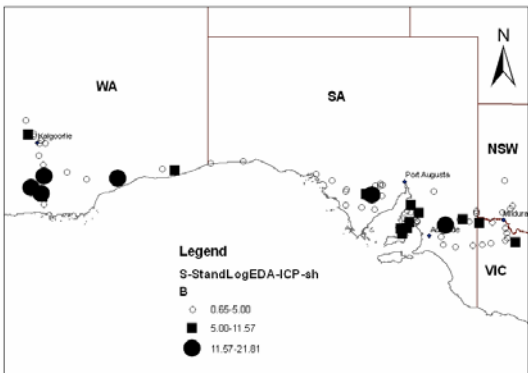 N
WA
SA
Kalgoorlie
Port Augusta
NSW
Mildura
VIC
Legend
S-StandLogEDA-ICP-sh
B
0.65-5.00
5.00-11.57
11.57-21.81